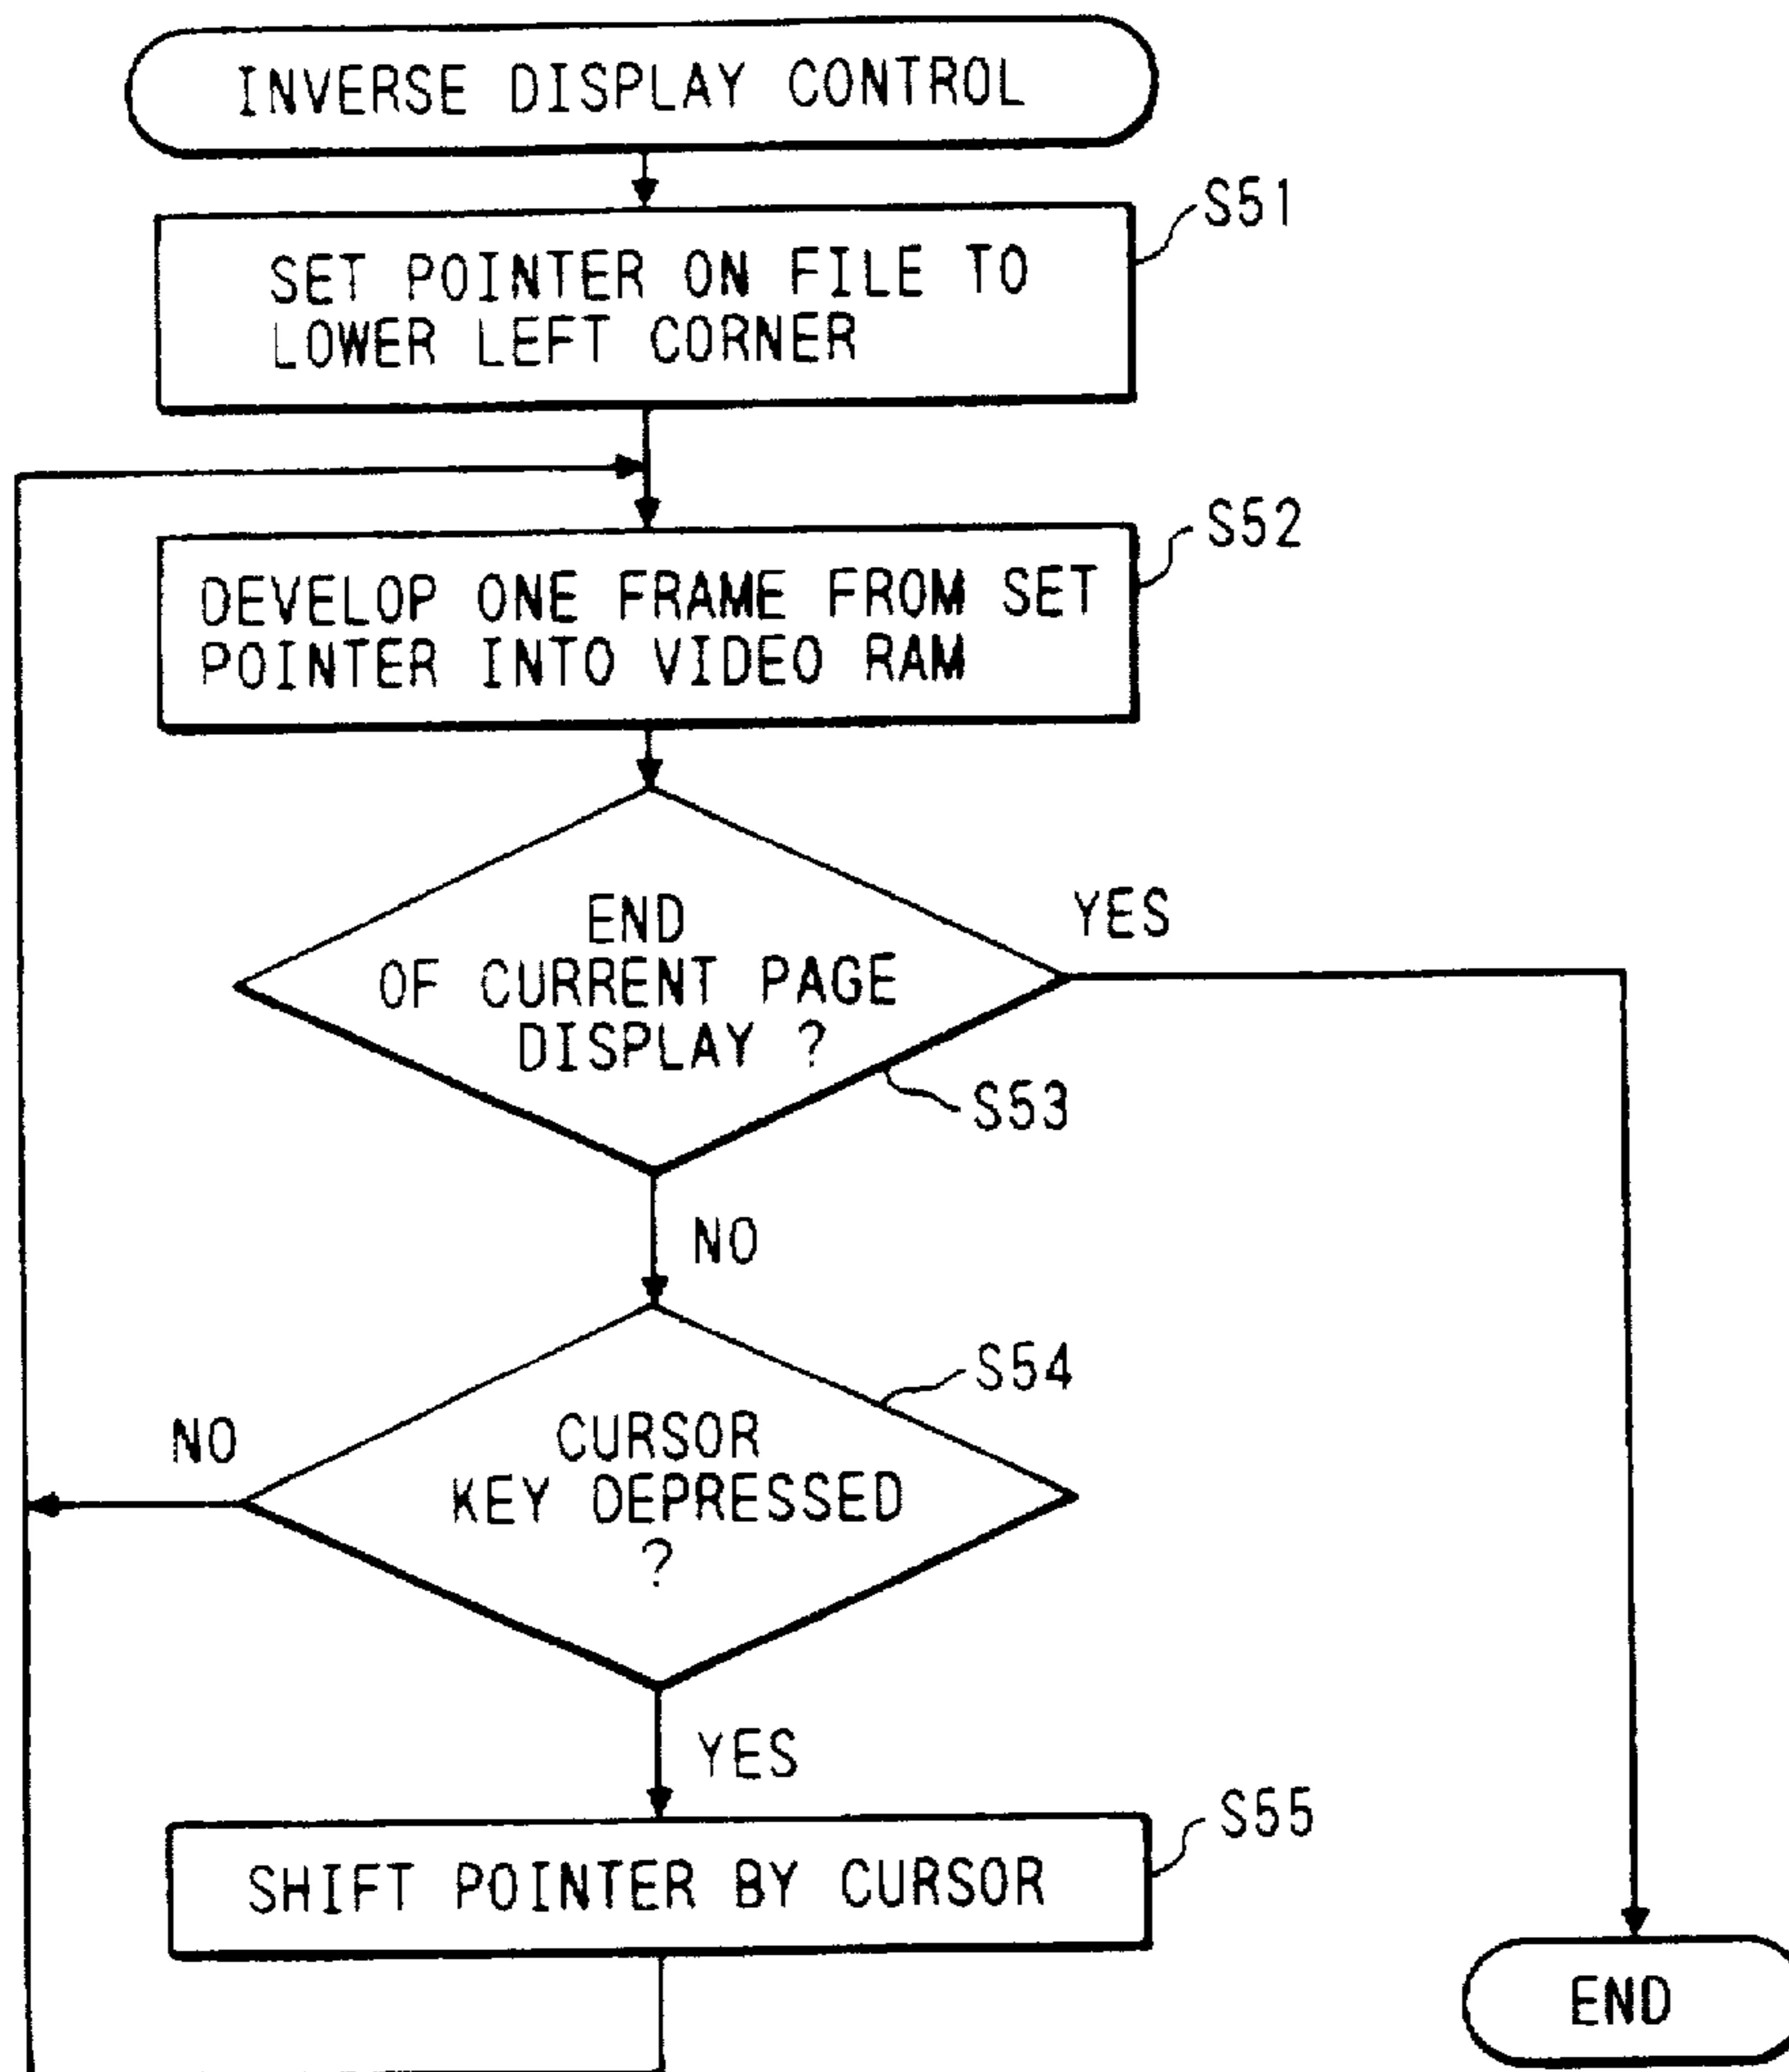 INVERSE DISPLAY CONTROL
S51
SET POINTER ON FILE TO
LOWER LEFT CORNER
S52
DEVELOP ONE FRAME FROM SET
POINTER INTO VIDEO RAM
END
OF CURRENT PAGE
DISPLAY ?
YES
S53
NO
S54
CURSOR
KEY DEPRESSED
?
NO
YES
S55
SHIFT POINTER BY CURSOR
END